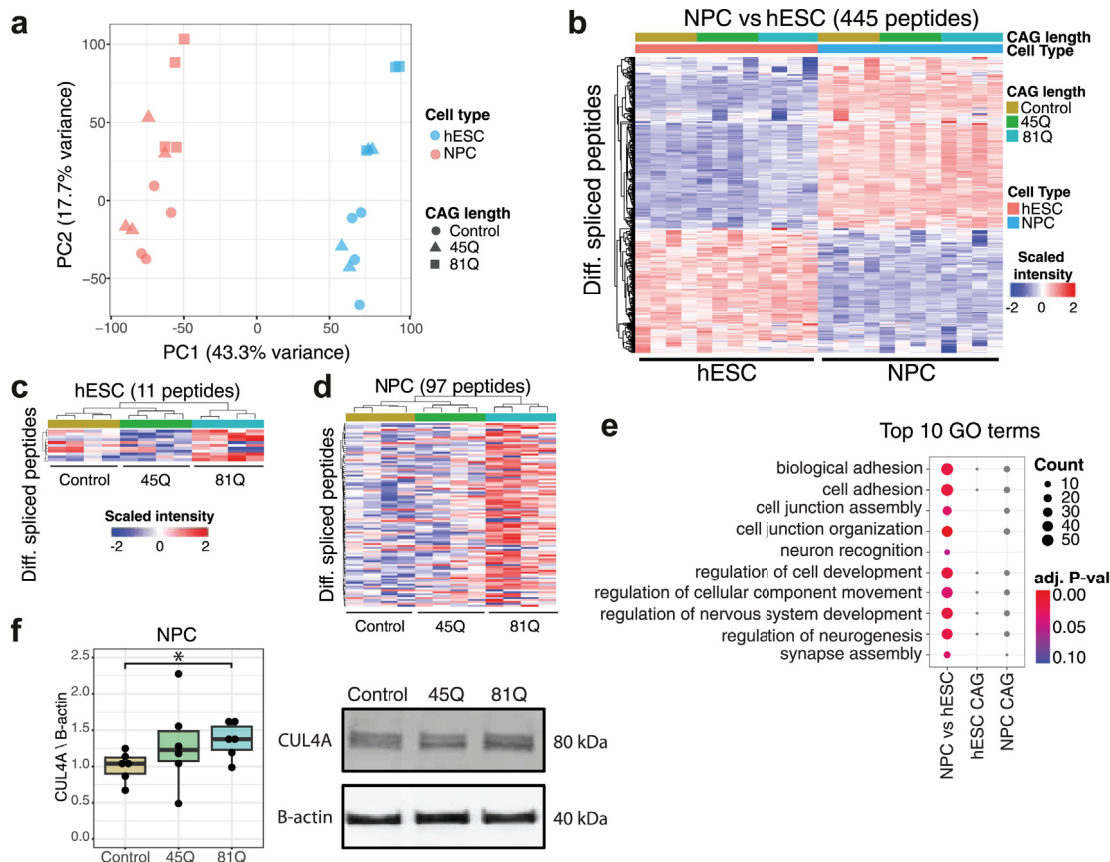 a
100
50
0
−50
PC2 (17.7% variance)
−100
−50
0
50
100
PC1 (43.3% variance)
Cell type
hESC
NPC
CAG length
Control
45Q
81Q
b
NPC vs hESC (445 peptides)
CAG length
Cell Type
Diff. spliced peptides
hESC
NPC
CAG length
Control
45Q
81Q
Cell Type
hESC
NPC
Scaled
intensity
-2 0 2
c
hESC (11 peptides)
Diff. spliced peptides
Control 45Q 81Q
Scaled intensity
-2 0 2
d
NPC (97 peptides)
Diff. spliced peptides
Control 45Q 81Q
e
Top 10 GO terms
biological adhesion
cell adhesion
cell junction assembly
cell junction organization
neuron recognition
regulation of cell development
regulation of cellular component movement
regulation of nervous system development
regulation of neurogenesis
synapse assembly
NPC vs hESC
hESC CAG
NPC CAG
Count
10
20
30
40
50
adj. P-val
0.00
0.05
0.10
f
NPC
*
CUL4A \ B-actin
2.5
2.0
1.5
1.0
0.5
0.0
Control 45Q 81Q
Control 45Q 81Q
CUL4A 80 kDa
B-actin 40 kDa